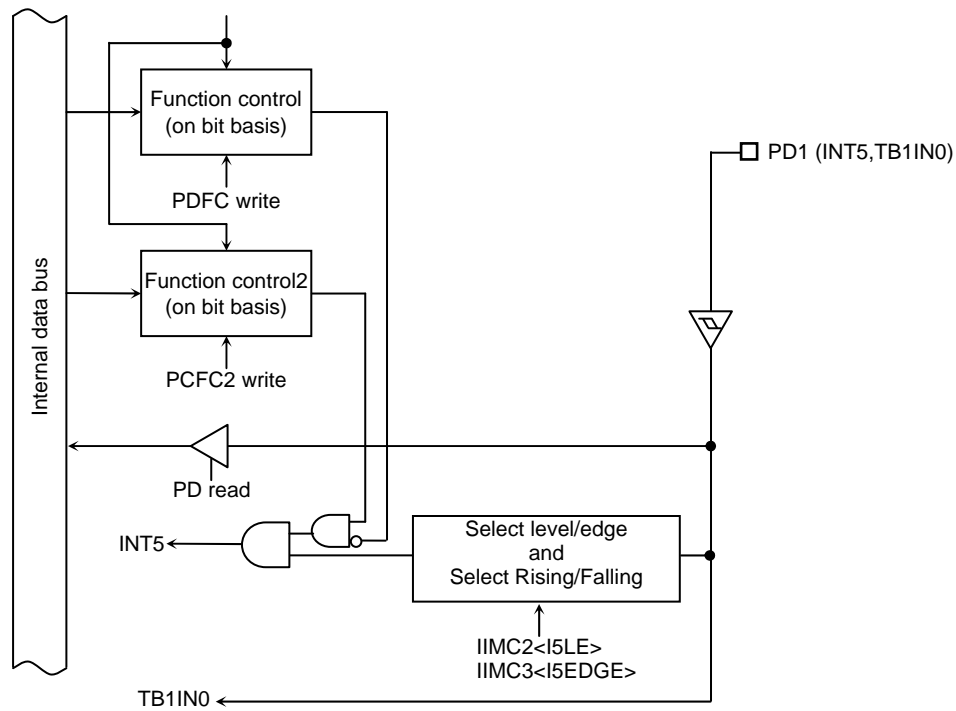 Function control
(on bit basis)
PD1 (INT5,TB1IN0)
PDFC write
Internal data bus
Function control2
(on bit basis)
PCFC2 write
PD read
INT5
Select level/edge
and
Select Rising/Falling
IIMC2<I5LE>
IIMC3<I5EDGE>
TB1IN0